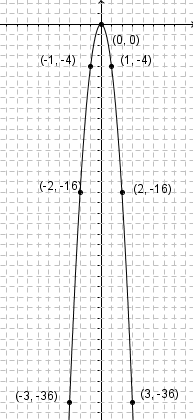 (0, 0)
(-1, -4) (1, -4)
(-2, -16) (2, -16)
(-3, -36) (3, -36)